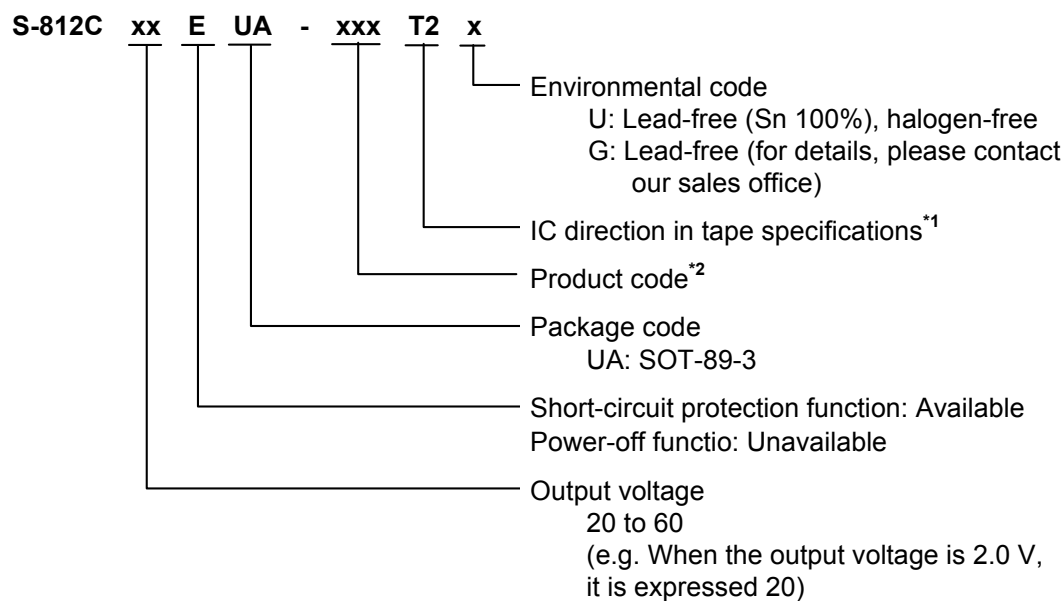 S-812C xx E UA - xxx T2 x
Environmental code
U: Lead-free (Sn 100%), halogen-free
G: Lead-free (for details, please contact
our sales office)
IC direction in tape specifications*1
Product code*2
Package code
UA: SOT-89-3
Short-circuit protection function: Available
Power-off functio: Unavailable
Output voltage
20 to 60
(e.g. When the output voltage is 2.0 V,
it is expressed 20)